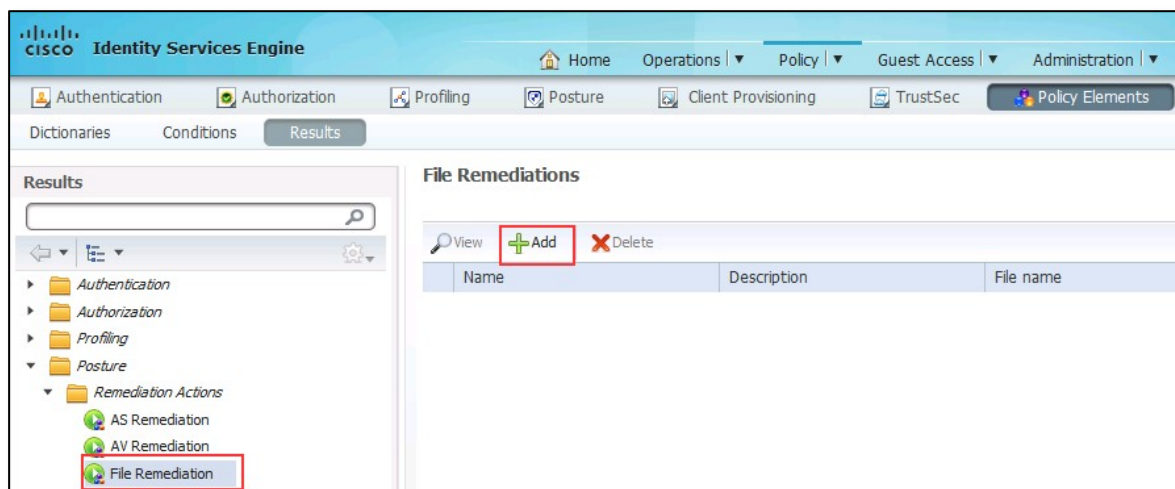 CISCO Identity Services Engine
Home Operations Policy Guest Access Administration
Authentication Authorization Profiling Posture Client Provisioning TrustSec Policy Elements
Dictionaries Conditions Results
Results
File Remediations
View Add Delete
Name Description File name
Authentication
Authorization
Profiling
Posture
Remediation Actions
AS Remediation
AV Remediation
File Remediation